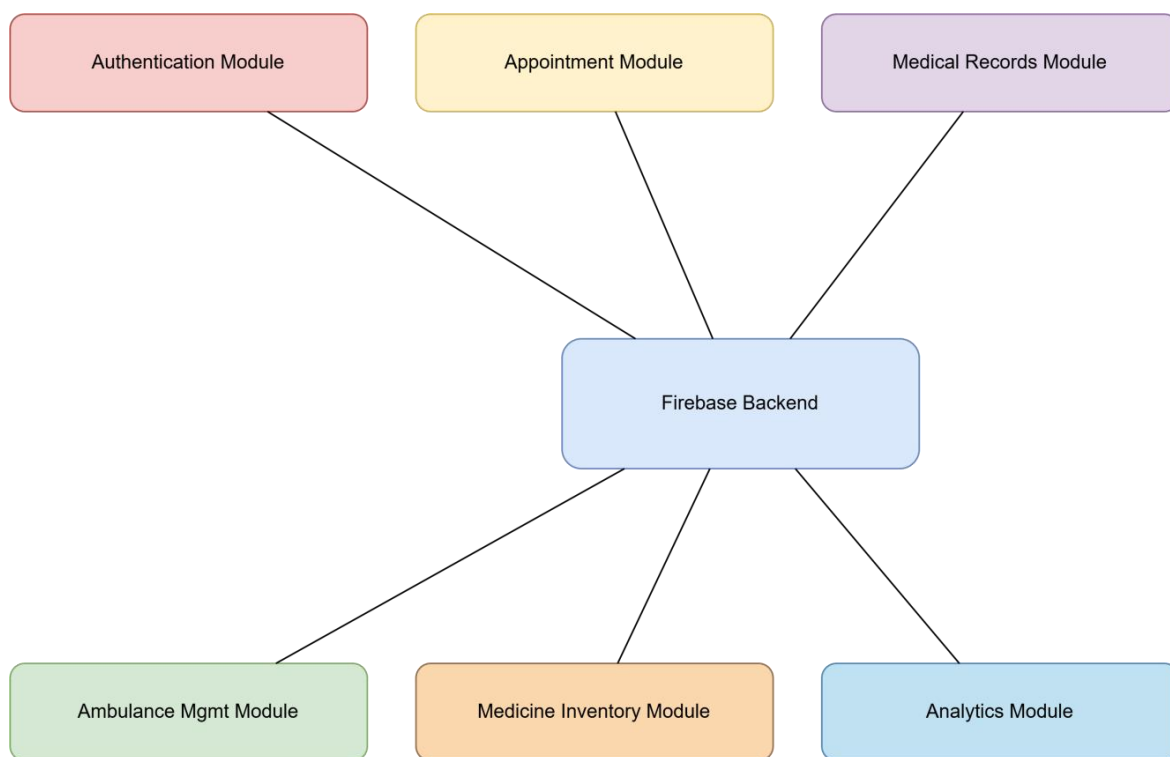 Authentication Module
Appointment Module
Medical Records Module
Firebase Backend
Ambulance Mgmt Module
Medicine Inventory Module
Analytics Module